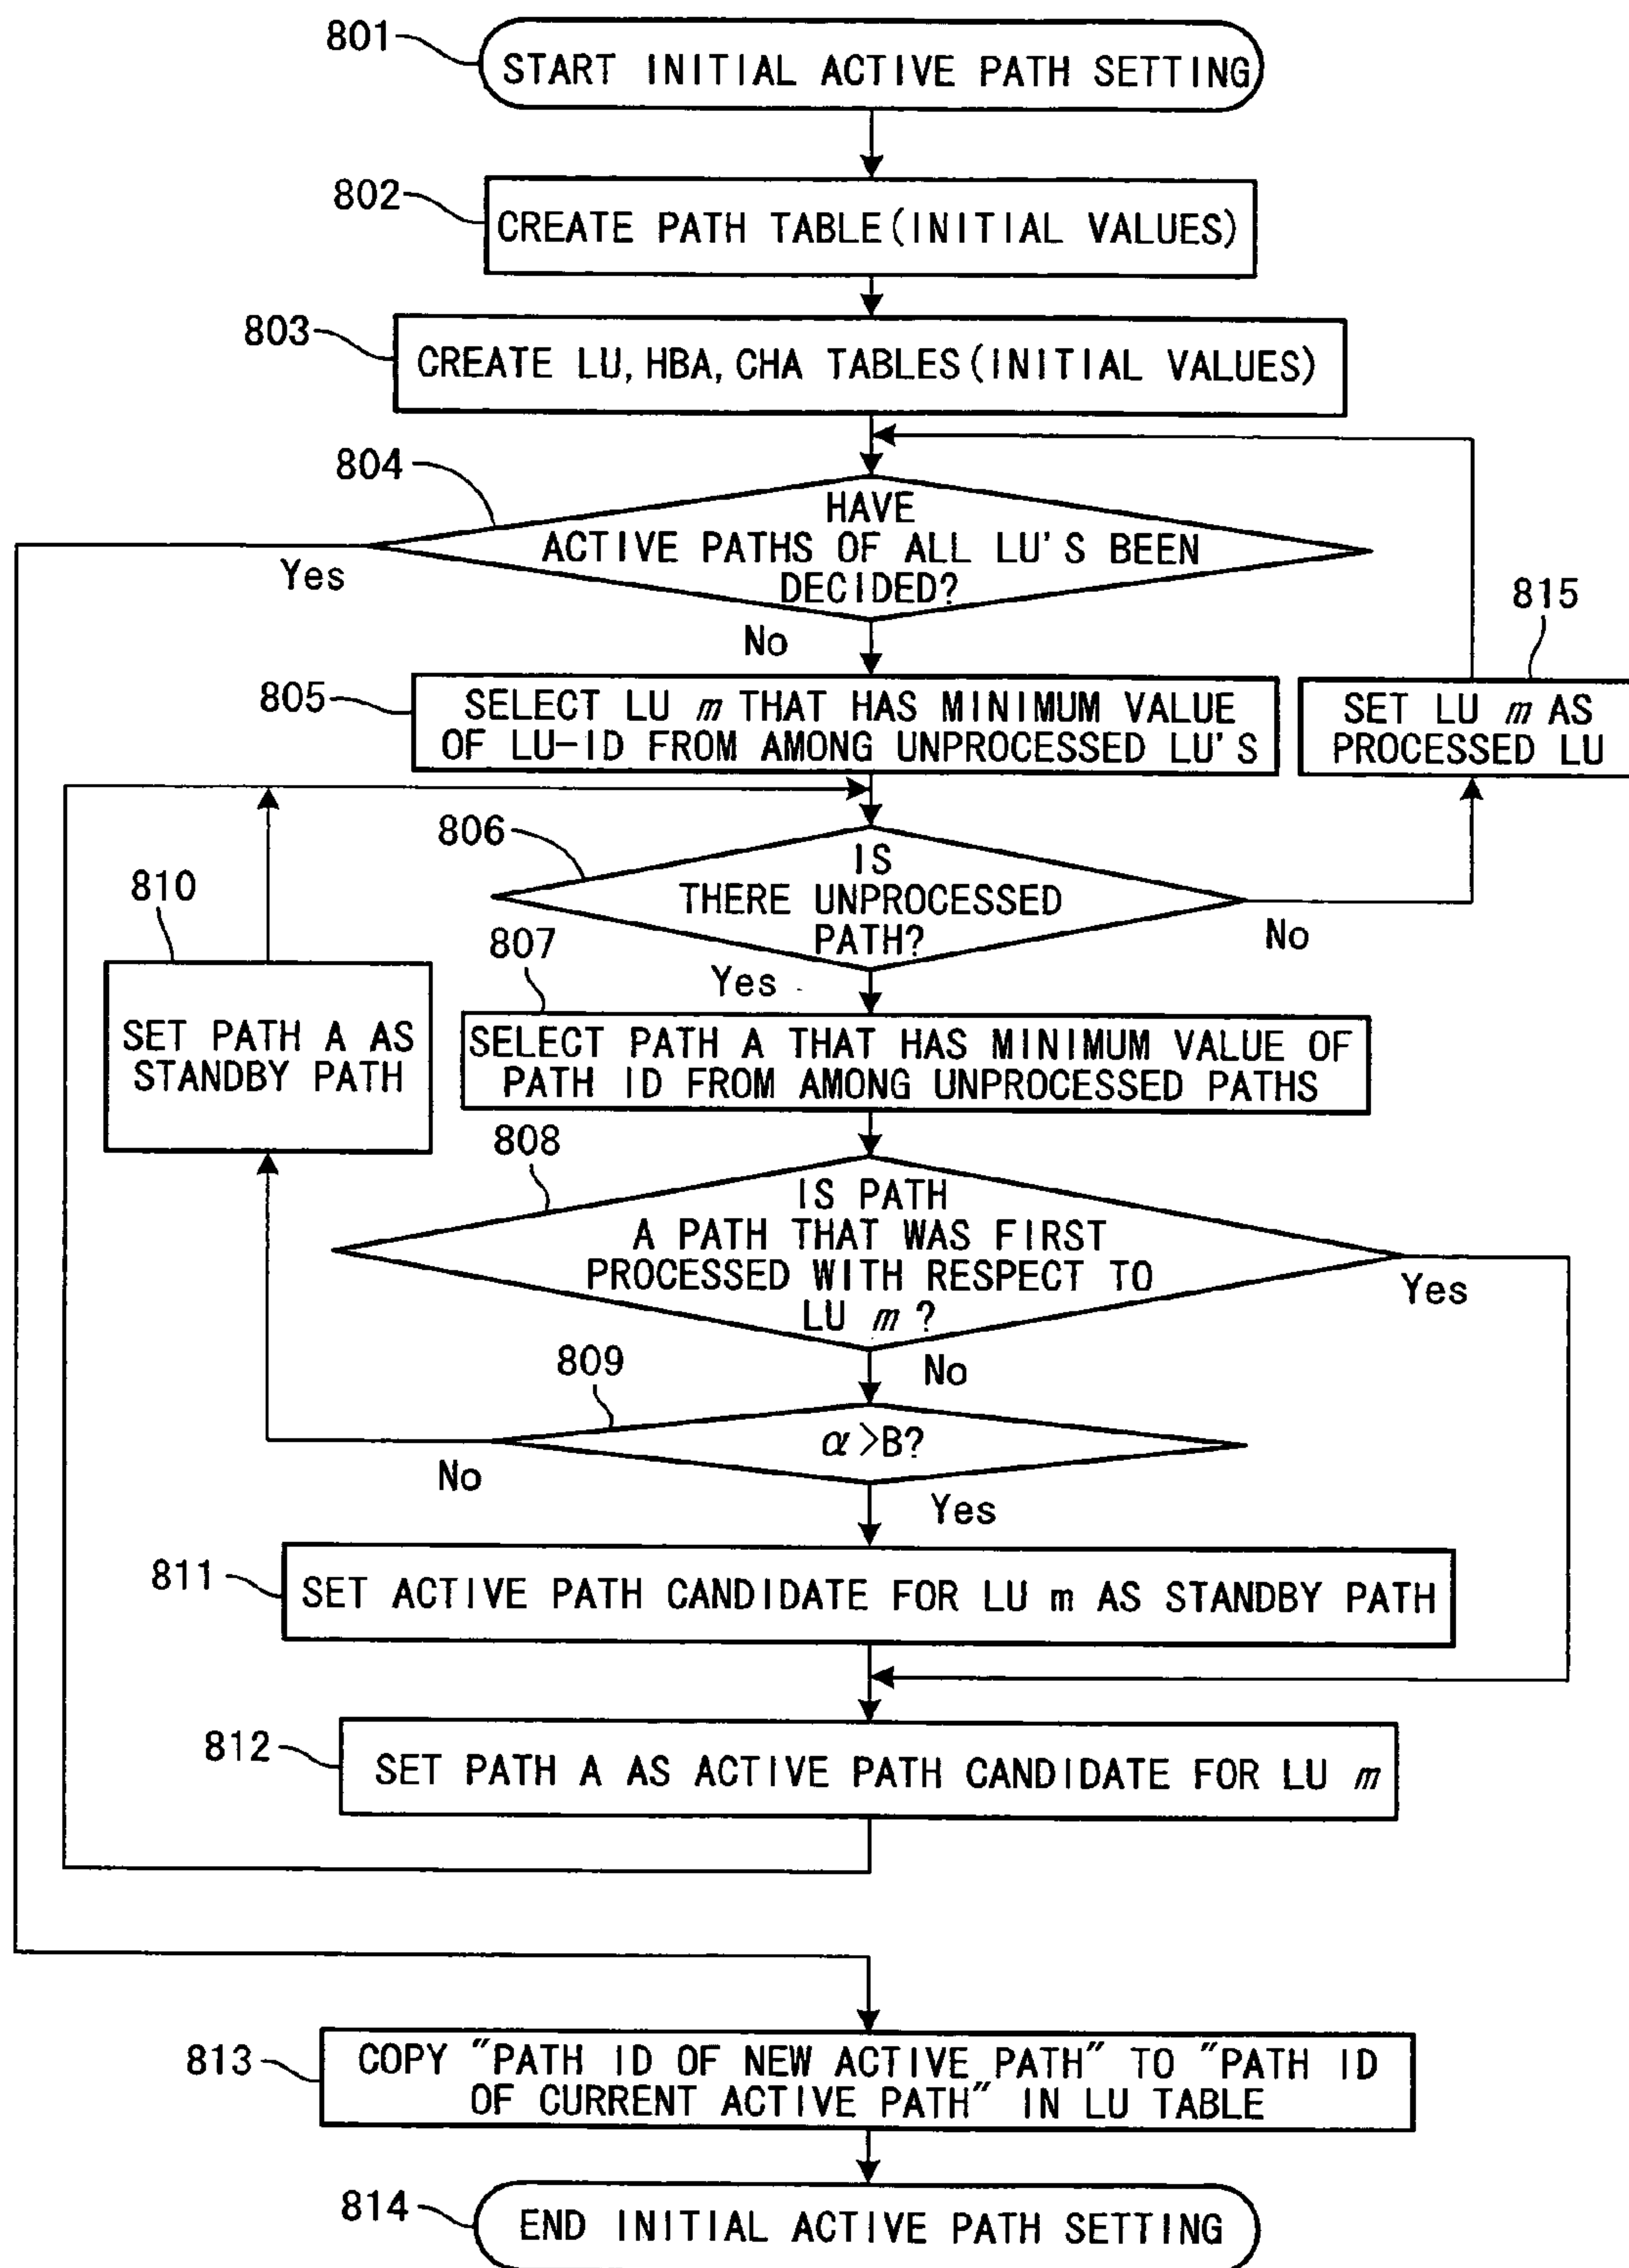 801
START INITIAL ACTIVE PATH SETTING
802
CREATE PATH TABLE(INITIAL VALUES)
803
CREATE LU, HBA, CHA TABLES(INITIAL VALUES)
804
HAVE
ACTIVE PATHS OF ALL LU'S BEEN
DECIDED?
Yes
No
815
805
SELECT LU m THAT HAS MINIMUM VALUE
OF LU-ID FROM AMONG UNPROCESSED LU'S
SET LU m AS
PROCESSED LU
806
IS
THERE UNPROCESSED
PATH?
No
Yes
810
SET PATH A AS
STANDBY PATH
807
SELECT PATH A THAT HAS MINIMUM VALUE OF
PATH ID FROM AMONG UNPROCESSED PATHS
808
IS PATH
A PATH THAT WAS FIRST
PROCESSED WITH RESPECT TO
LU m ?
Yes
No
809
α>B?
No
Yes
811
SET ACTIVE PATH CANDIDATE FOR LU m AS STANDBY PATH
812
SET PATH A AS ACTIVE PATH CANDIDATE FOR LU m
813
COPY "PATH ID OF NEW ACTIVE PATH" TO "PATH ID
OF CURRENT ACTIVE PATH" IN LU TABLE
814
END INITIAL ACTIVE PATH SETTING